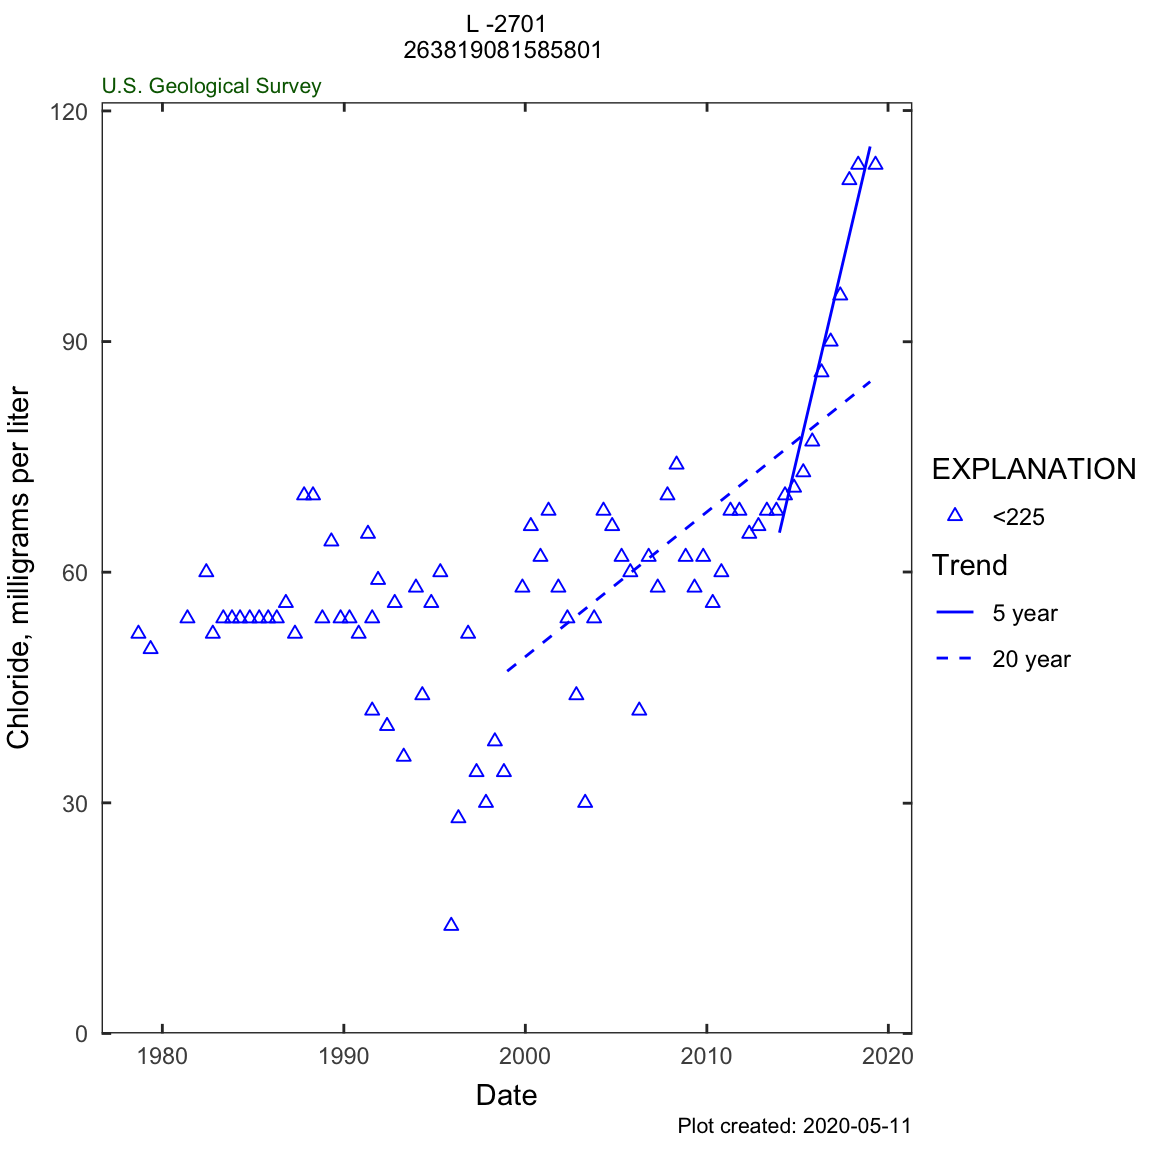 L -2701
263819081585801
U.S. Geological Survey
120
90
60
30
0
Chloride, milligrams per liter
1980 1990 2000 2010 2020
Date
EXPLANATION
<225
Trend
5 year
20 year
Plot created: 2020-05-11